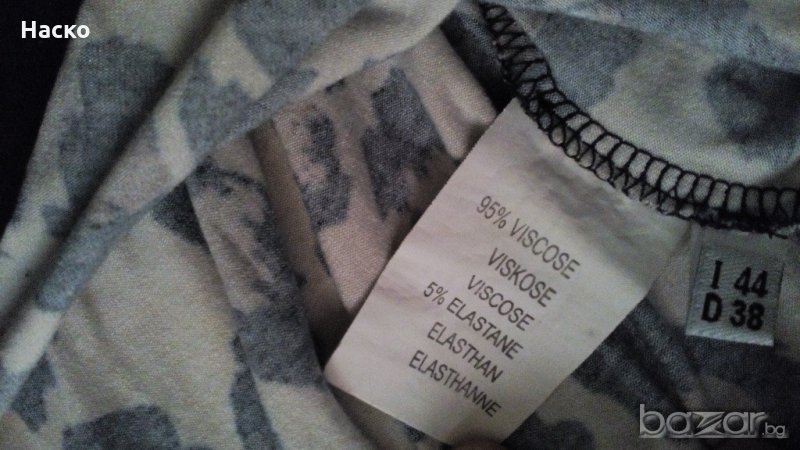 Наско
95% VISCOSE
VISKOSE
VISCOSE
5% ELASTANE
ELASTHAN
ELASTHANNE
I 44
D 38
bazar.bg